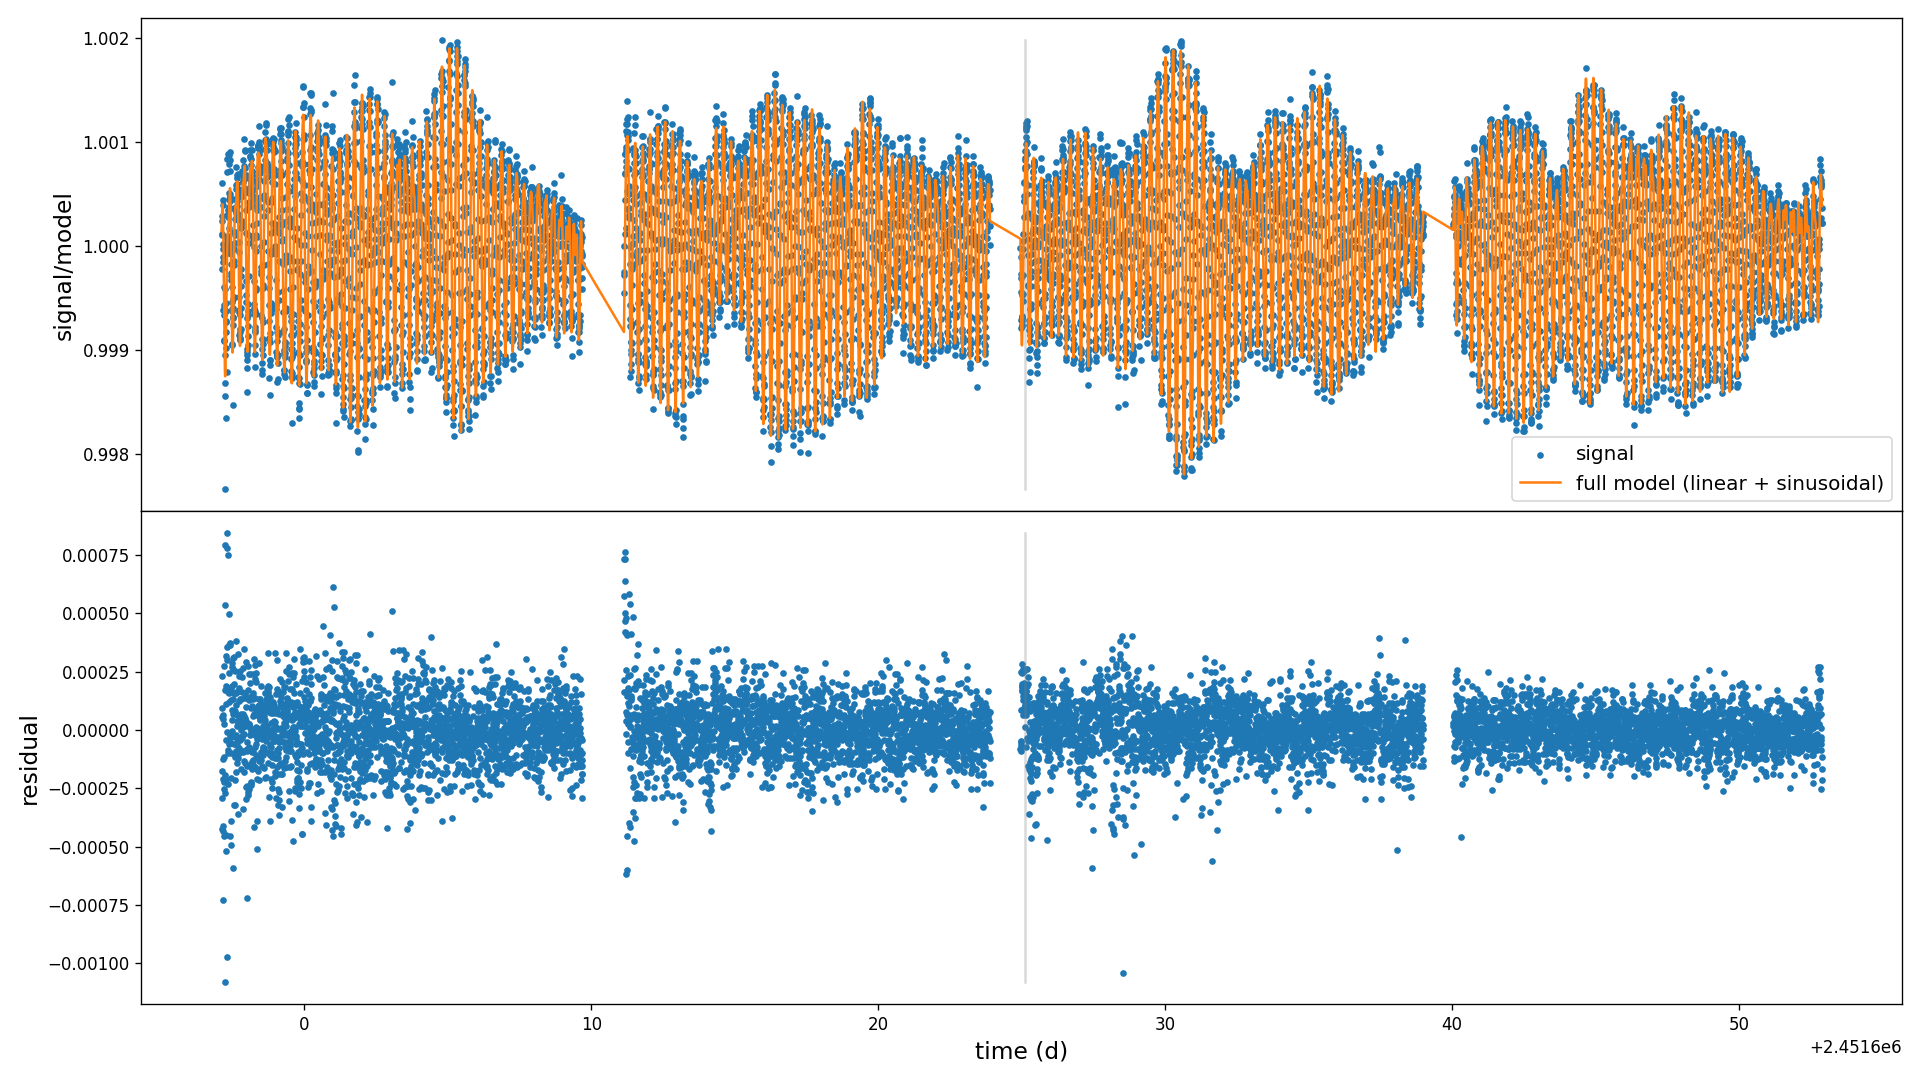 1.002
1.001
1.000
0.999
0.998
signal/model
signal
full model (linear + sinusoidal)
0.00075
0.00050
0.00025
0.00000
−0.00025
−0.00050
−0.00075
−0.00100
residual
0 10 20 30 40 50
time (d)
+2.4516e6